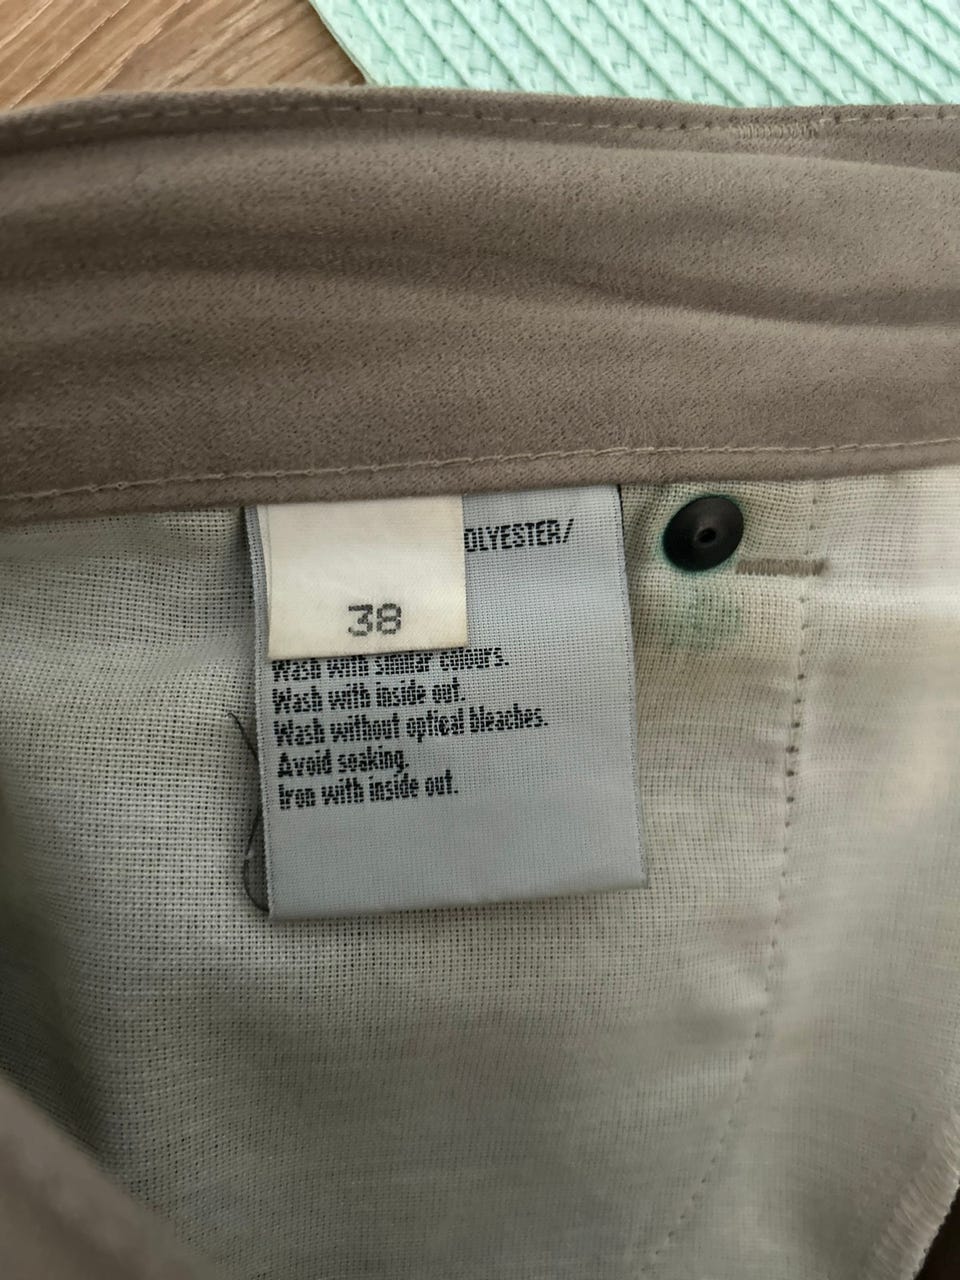 OLYESTER/
38
Wash with similar colours.
Wash with inside out.
Wash without optical bleaches.
Avoid soaking.
Iron with inside out.